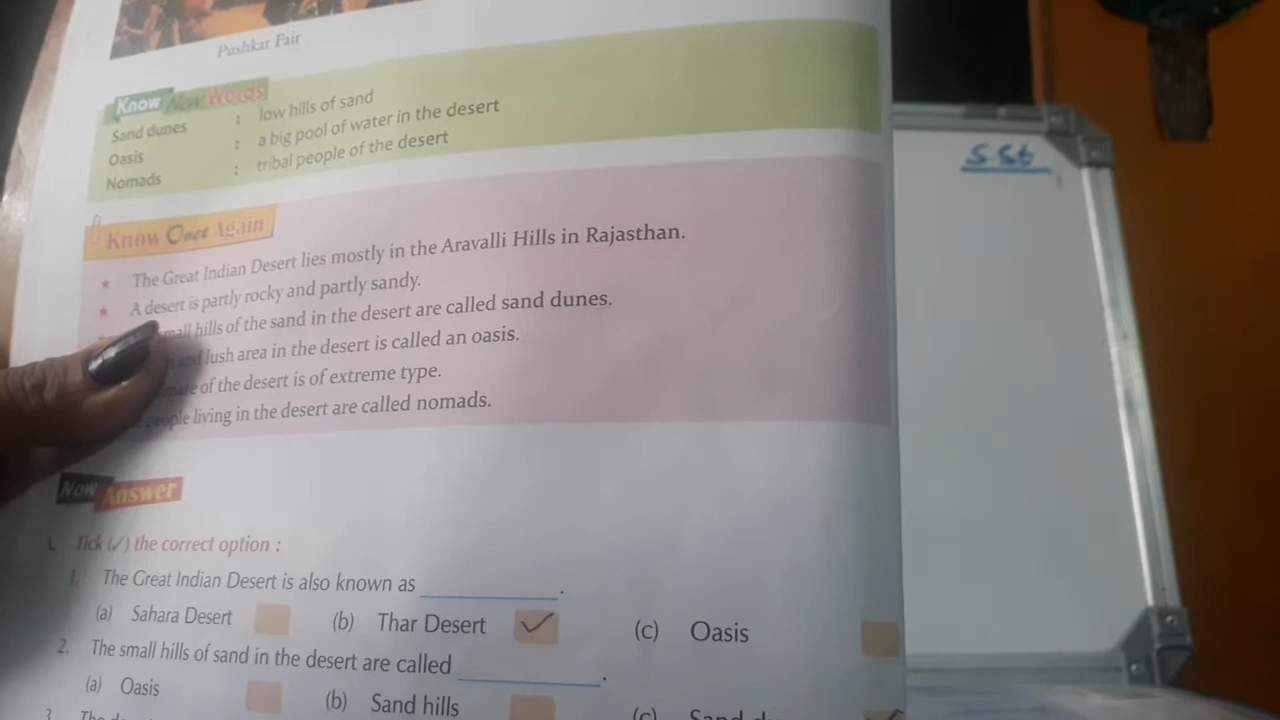 Pushkar Fair
Know New Words
Sand dunes : low hills of sand
Oasis : a big pool of water in the desert
Nomads : tribal people of the desert
Know Once Again
* The Great Indian Desert lies mostly in the Aravalli Hills in Rajasthan.
* A desert is partly rocky and partly sandy.
hills of the sand in the desert are called sand dunes.
lush area in the desert is called an oasis.
of the desert is of extreme type.
people living in the desert are called nomads.
Now Answer
I. Tick (✓) the correct option :
1. The Great Indian Desert is also known as ____________.
(a) Sahara Desert (b) Thar Desert ✓ (c) Oasis
2. The small hills of sand in the desert are called ____________.
(a) Oasis (b) Sand hills (c) Sand
3. The
S.St